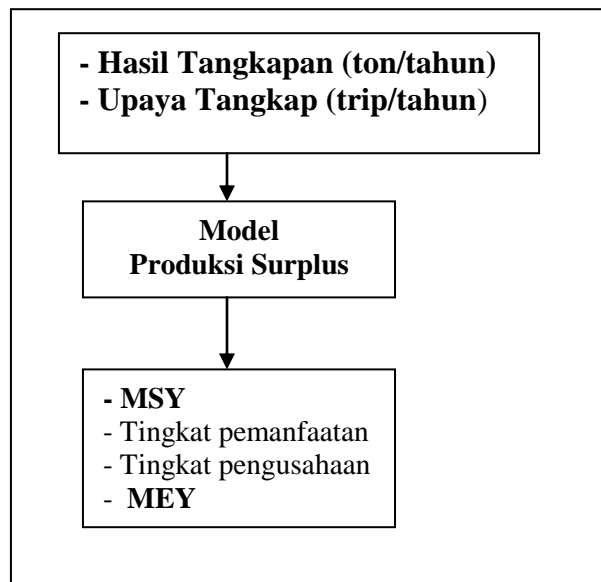 - Hasil Tangkapan (ton/tahun)
- Upaya Tangkap (trip/tahun)
Model
Produksi Surplus
- MSY
- Tingkat pemanfaatan
- Tingkat pengusahaan
- MEY